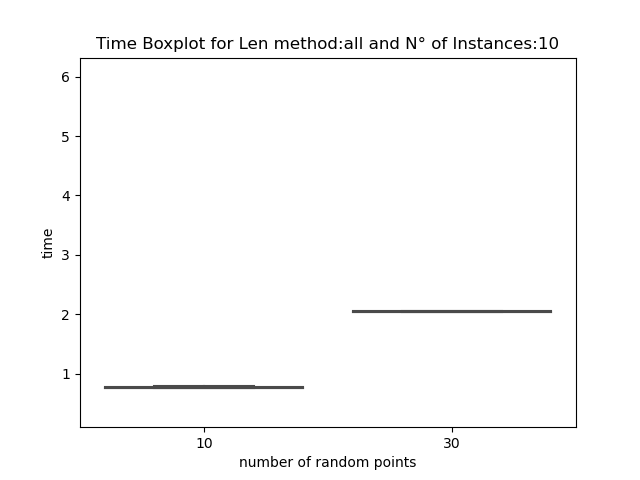 Time Boxplot for Len method:all and N° of Instances:10
6
5
4
3
2
1
time
10 30
number of random points